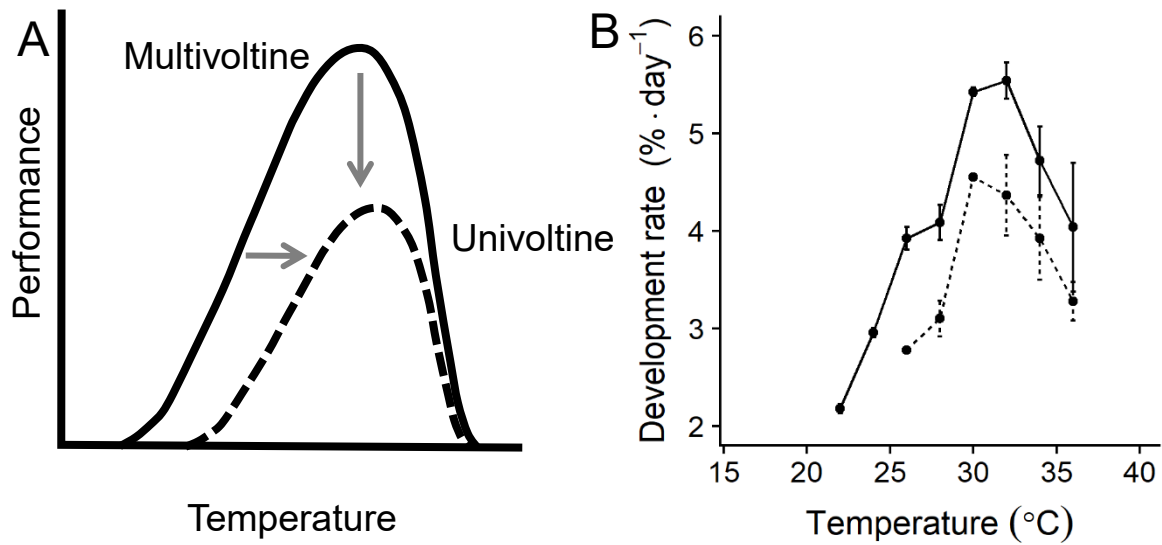 A
Multivoltine
Univoltine
Performance
Temperature
B
Development rate (% · day⁻¹)
6
5
4
3
2
15 20 25 30 35 40
Temperature (°C)